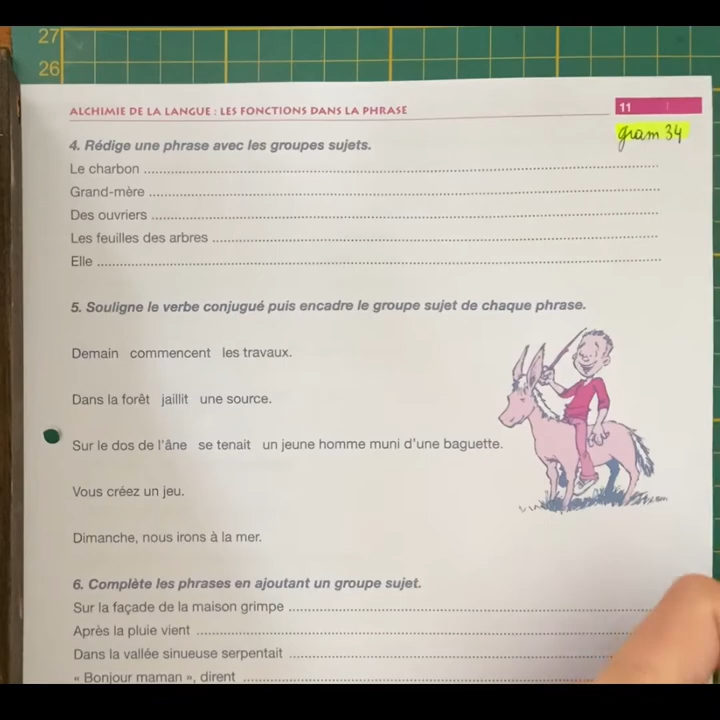 27
26
ALCHIMIE DE LA LANGUE : LES FONCTIONS DANS LA PHRASE
11
gram 34
4. Rédige une phrase avec les groupes sujets.
Le charbon
Grand-mère
Des ouvriers
Les feuilles des arbres
Elle
5. Souligne le verbe conjugué puis encadre le groupe sujet de chaque phrase.
Demain commencent les travaux.
Dans la forêt jaillit une source.
Sur le dos de l'âne se tenait un jeune homme muni d'une baguette.
Vous créez un jeu.
Dimanche, nous irons à la mer.
6. Complète les phrases en ajoutant un groupe sujet.
Sur la façade de la maison grimpe
Après la pluie vient
Dans la vallée sinueuse serpentait
« Bonjour maman », dirent